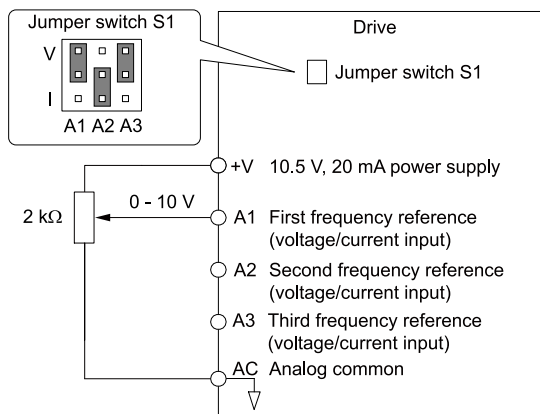 Jumper switch S1
V
I
A1 A2 A3
Drive
Jumper switch S1
+V 10.5 V, 20 mA power supply
2 kΩ
0 - 10 V
A1 First frequency reference
(voltage/current input)
A2 Second frequency reference
(voltage/current input)
A3 Third frequency reference
(voltage/current input)
AC Analog common